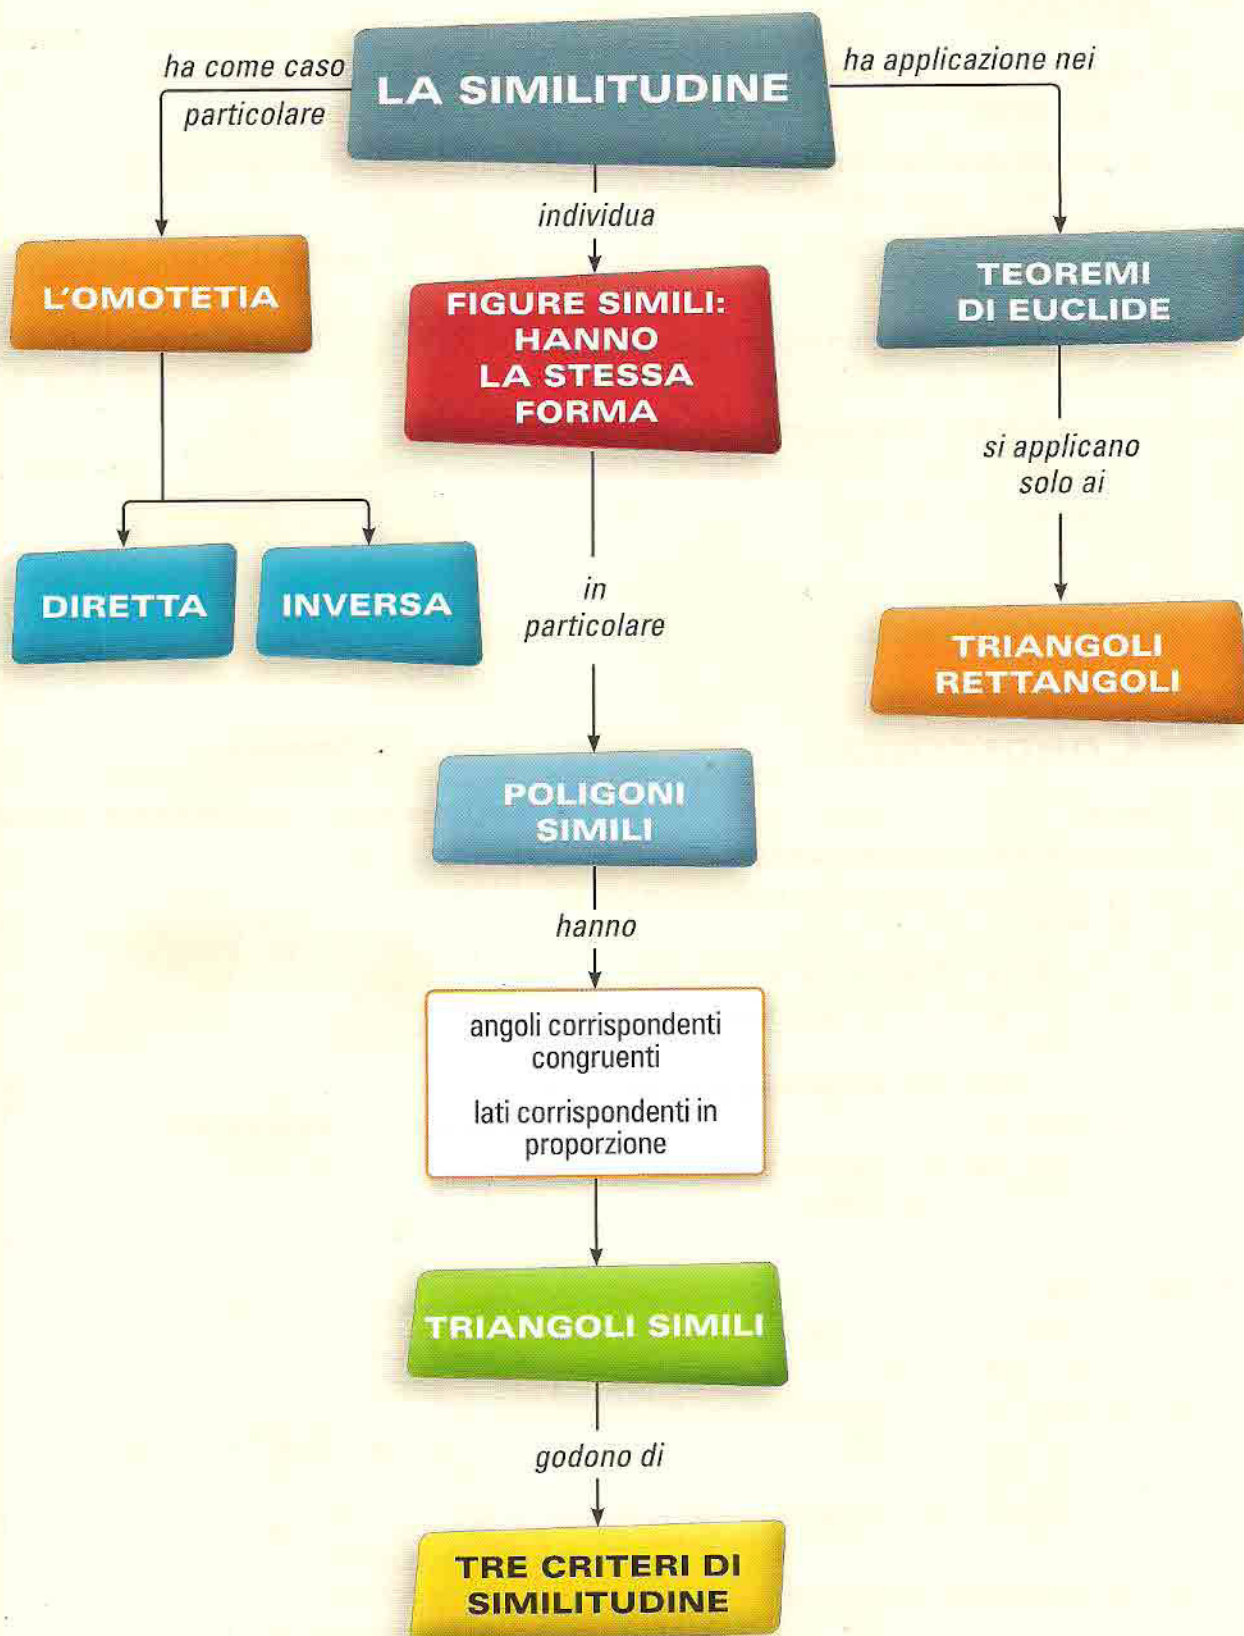 LA SIMILITUDINE
ha come caso
particolare
ha applicazione nei
individua
L'OMOTETIA
FIGURE SIMILI:
HANNO
LA STESSA
FORMA
TEOREMI
DI EUCLIDE
si applicano
solo ai
DIRETTA
INVERSA
in
particolare
TRIANGOLI
RETTANGOLI
POLIGONI
SIMILI
hanno
angoli corrispondenti
congruenti
lati corrispondenti in
proporzione
TRIANGOLI SIMILI
godono di
TRE CRITERI DI
SIMILITUDINE